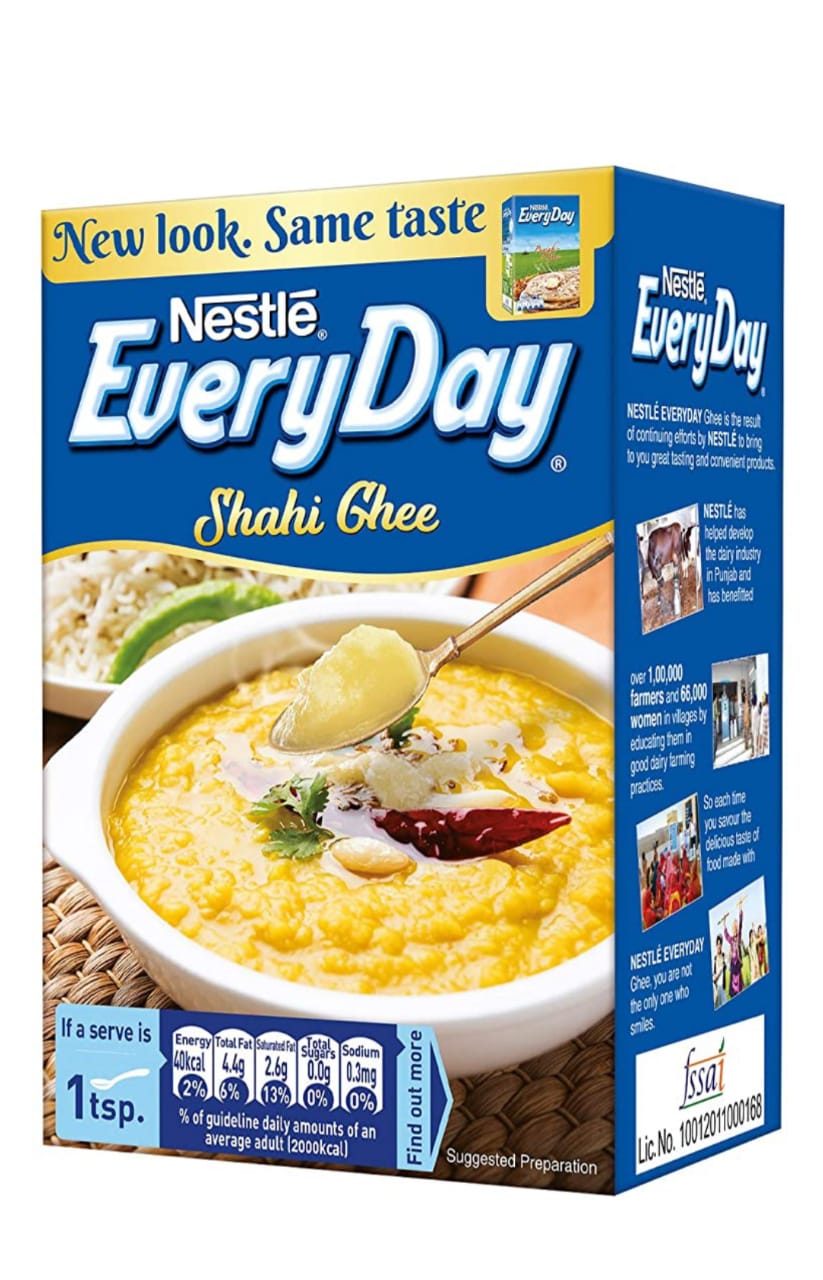 New look. Same taste
Nestlé
EveryDay
Nestlé®
EveryDay®
Shahi Ghee
If a serve is
1 tsp.
Energy
40kcal
2%
Total Fat
4.4g
6%
Saturated Fat
2.6g
13%
Total
Sugars
0.0g
0%
Sodium
0.3mg
0%
% of guideline daily amounts of an
average adult (2000kcal)
Find out more
Suggested Preparation
Nestlé®
EveryDay®
NESTLÉ EVERYDAY Ghee is the result
of continuing efforts by NESTLÉ to bring
to you great tasting and convenient products.
NESTLÉ has
helped develop
the dairy industry
in Punjab and
has benefitted
over 1,00,000
farmers and 66,000
women in villages by
educating them in
good dairy farming
practices.
So each time
you savour the
delicious taste of
food made with
NESTLÉ EVERYDAY
Ghee, you are not
the only one who
smiles.
fssai
Lic. No. 10012011000168